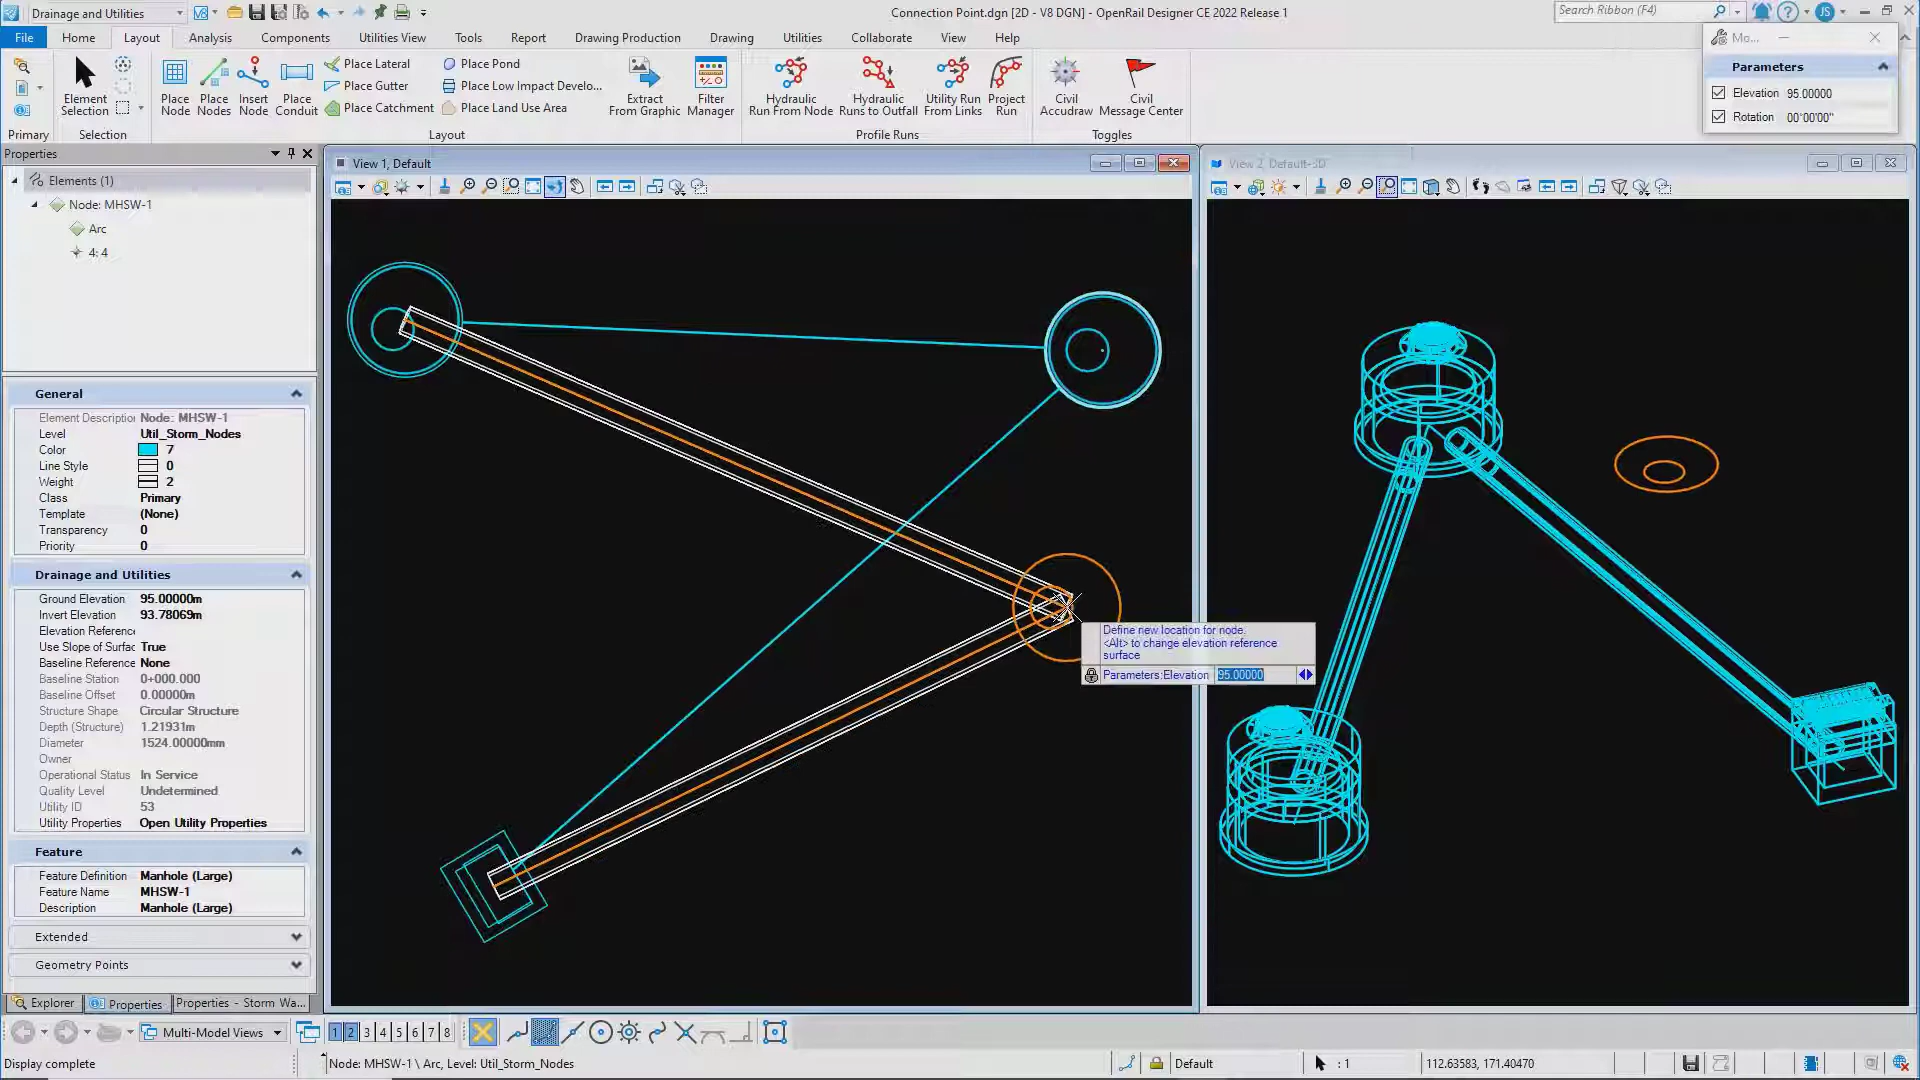 Drainage and Utilities
Connection Point.dgn [2D - V8 DGN] - OpenRail Designer CE 2022 Release 1
Search Ribbon (F4)
JS
File
Home
Layout
Analysis
Components
Utilities View
Tools
Report
Drawing Production
Drawing
Utilities
Collaborate
View
Help
Mo...
Parameters
Elevation 95.00000
Rotation 00°00'00"
Element Selection
Place Node
Place Nodes
Insert Node
Place Conduit
Place Lateral
Place Gutter
Place Catchment
Place Pond
Place Low Impact Develo...
Place Land Use Area
Extract From Graphic
Filter Manager
Hydraulic Run From Node
Hydraulic Runs to Outfall
Utility Run From Links
Project Run
Civil Accudraw
Civil Message Center
Primary
Selection
Layout
Profile Runs
Toggles
Properties
Elements (1)
Node: MHSW-1
Arc
4: 4
View 1, Default
View 2, Default-3D
General
Element Descriptior Node: MHSW-1
Level Util_Storm_Nodes
Color 7
Line Style 0
Weight 2
Class Primary
Template (None)
Transparency 0
Priority 0
Drainage and Utilities
Ground Elevation 95.00000m
Invert Elevation 93.78069m
Elevation Reference
Use Slope of Surfac True
Baseline Reference None
Baseline Station 0+000.000
Baseline Offset 0.00000m
Structure Shape Circular Structure
Depth (Structure) 1.21931m
Diameter 1524.00000mm
Owner
Operational Status In Service
Quality Level Undetermined
Utility ID 53
Utility Properties Open Utility Properties
Feature
Feature Definition Manhole (Large)
Feature Name MHSW-1
Description Manhole (Large)
Extended
Geometry Points
Define new location for node.
<Alt> to change elevation reference
surface
Parameters:Elevation 95.00000
Explorer
Properties
Properties - Storm Wa...
Multi-Model Views
1 2 3 4 5 6 7 8
Display complete
Node: MHSW-1 \ Arc, Level: Util_Storm_Nodes
Default
: 1
112.63583, 171.40470